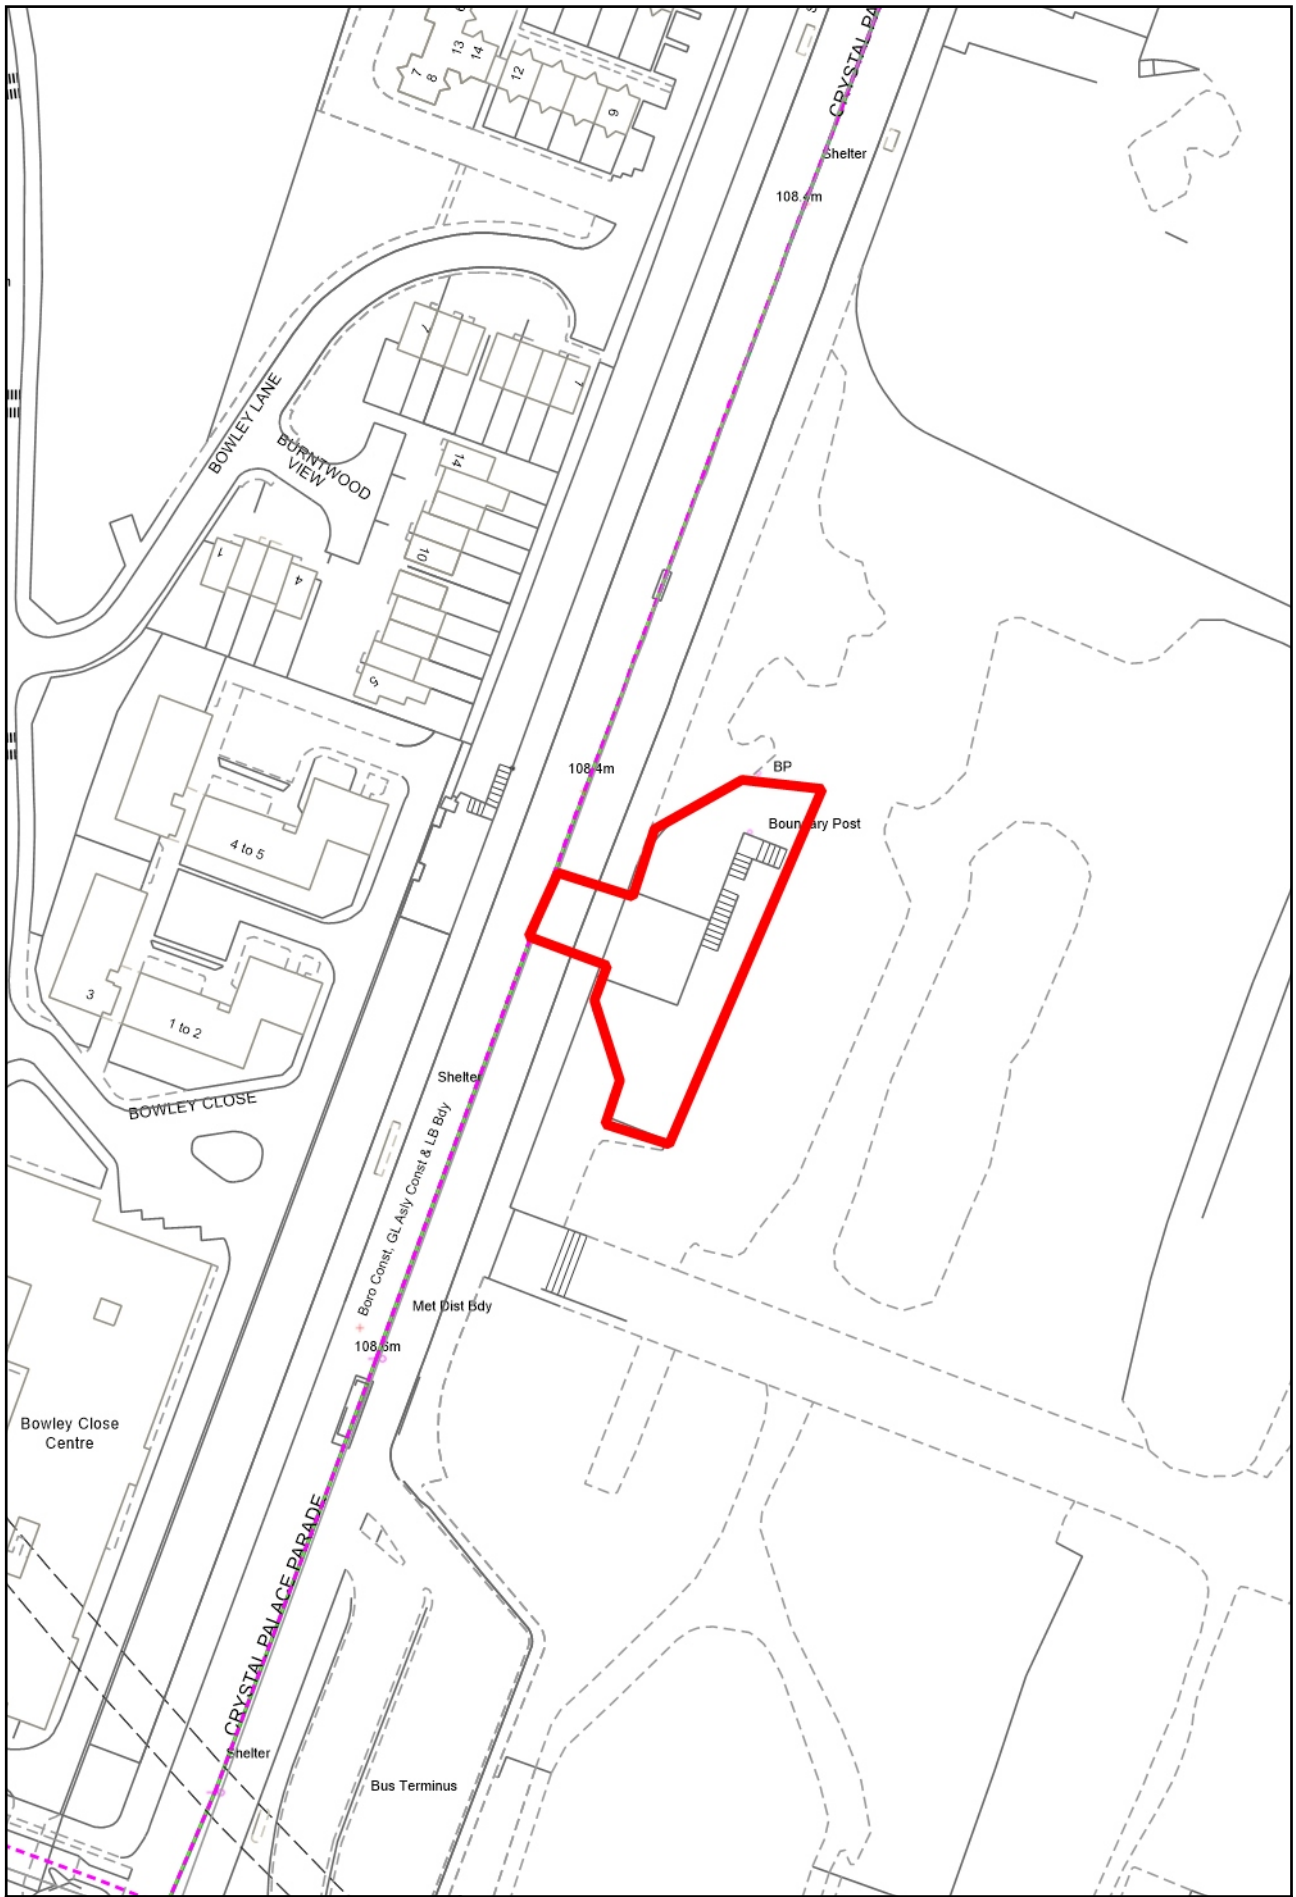 13
14
7
8
12
9
CRYSTAL PA
Shelter
108.4m
7
1
BOWLEY LANE
BURNTWOOD
VIEW
14
10
1
4
5
108.4m
BP
Boundary Post
4 to 5
3
1 to 2
Shelter
BOWLEY CLOSE
Boro Const, GL Asly Const & LB Bdy
Met Dist Bdy
108.6m
Bowley Close
Centre
CRYSTAL PALACE PARADE
Shelter
Bus Terminus